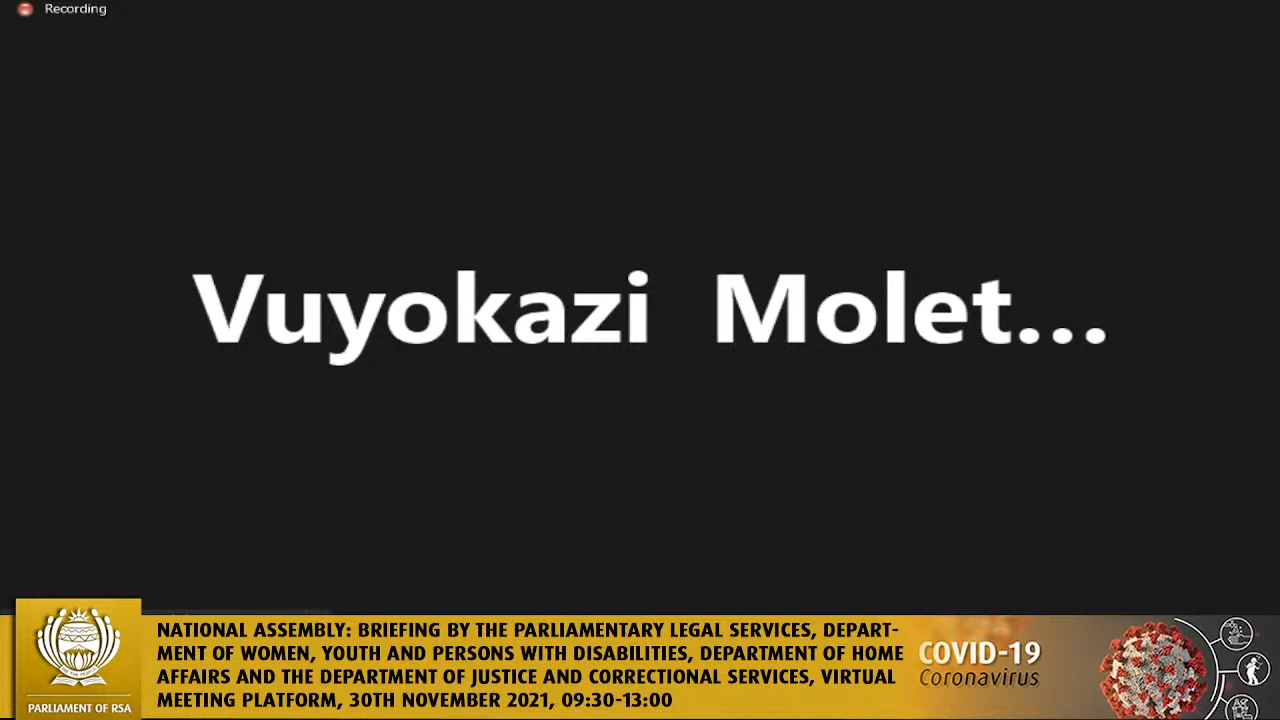 Recording
Vuyokazi Molet...
NATIONAL ASSEMBLY: BRIEFING BY THE PARLIAMENTARY LEGAL SERVICES, DEPART-
MENT OF WOMEN, YOUTH AND PERSONS WITH DISABILITIES, DEPARTMENT OF HOME
AFFAIRS AND THE DEPARTMENT OF JUSTICE AND CORRECTIONAL SERVICES, VIRTUAL
MEETING PLATFORM, 30TH NOVEMBER 2021, 09:30-13:00
PARLIAMENT OF RSA
COVID-19
Coronavirus